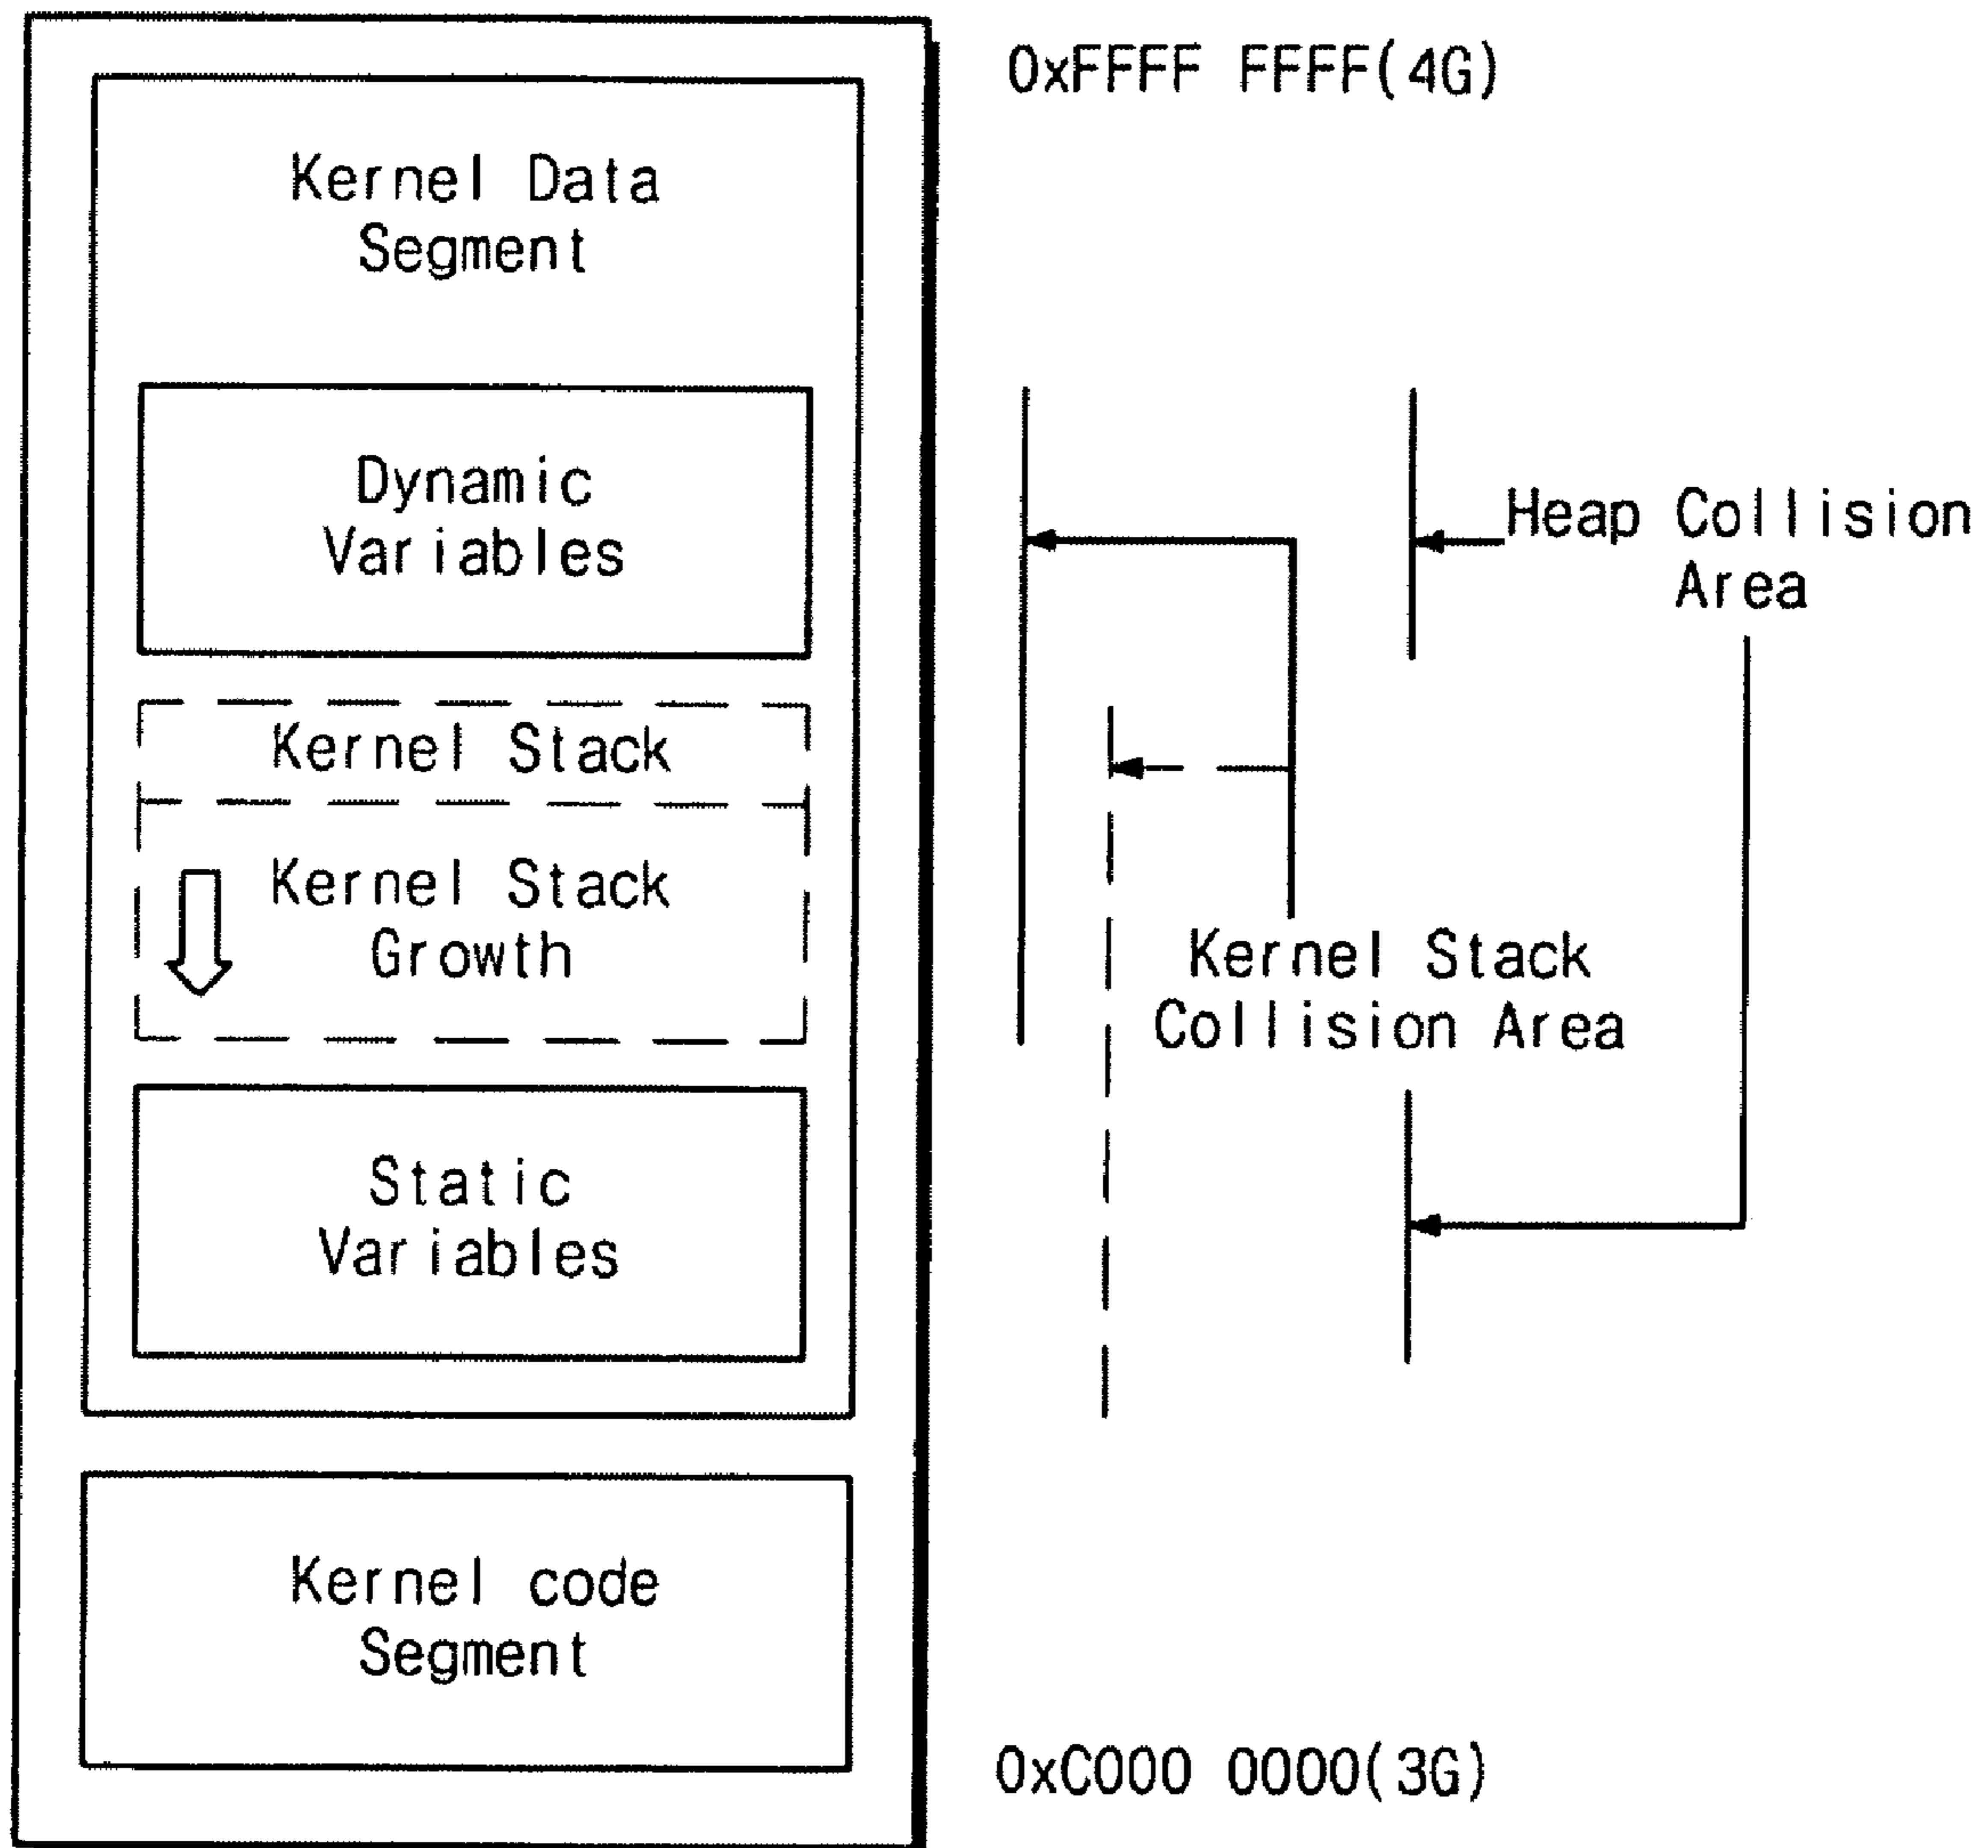 0xFFFF FFFF(4G)
Kernel Data
Segment
Dynamic
Variables
Heap Collision
Area
Kernel Stack
Kernel Stack
Growth
Kernel Stack
Collision Area
Static
Variables
Kernel code
Segment
0xC000 0000(3G)